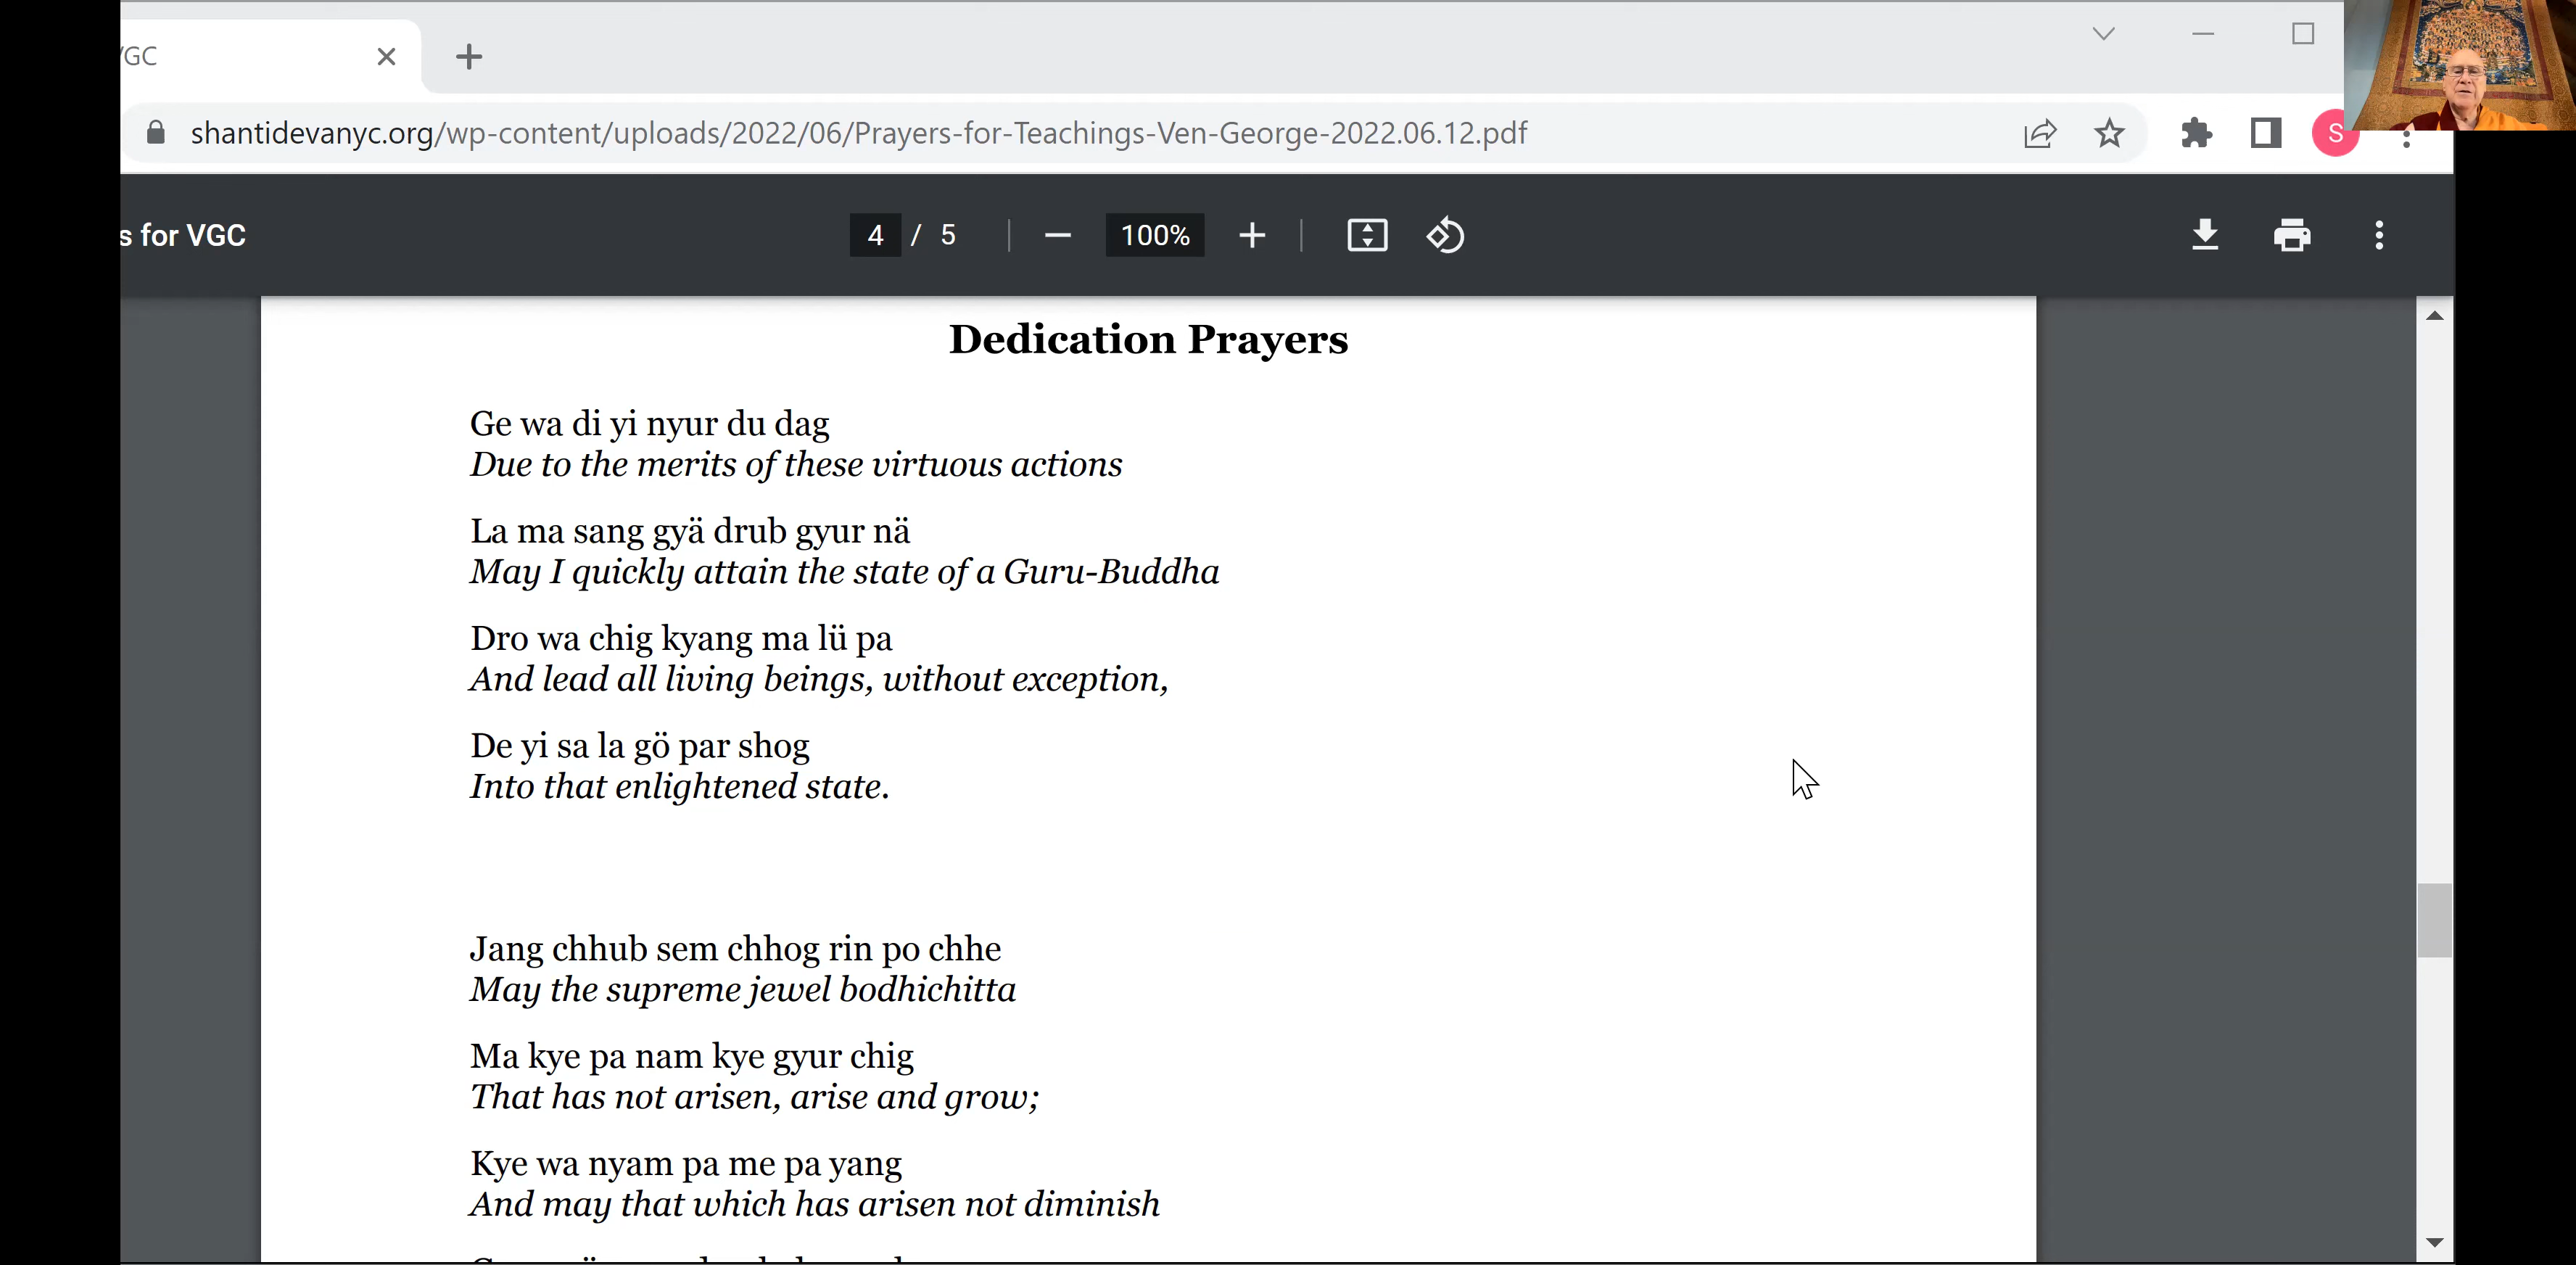 /GC
shantidevanyc.org/wp-content/uploads/2022/06/Prayers-for-Teachings-Ven-George-2022.06.12.pdf
S
s for VGC
4 / 5
100%
Dedication Prayers
Ge wa di yi nyur du dag
Due to the merits of these virtuous actions
La ma sang gyä drub gyur nä
May I quickly attain the state of a Guru-Buddha
Dro wa chig kyang ma lü pa
And lead all living beings, without exception,
De yi sa la gö par shog
Into that enlightened state.
Jang chhub sem chhog rin po chhe
May the supreme jewel bodhichitta
Ma kye pa nam kye gyur chig
That has not arisen, arise and grow;
Kye wa nyam pa me pa yang
And may that which has arisen not diminish